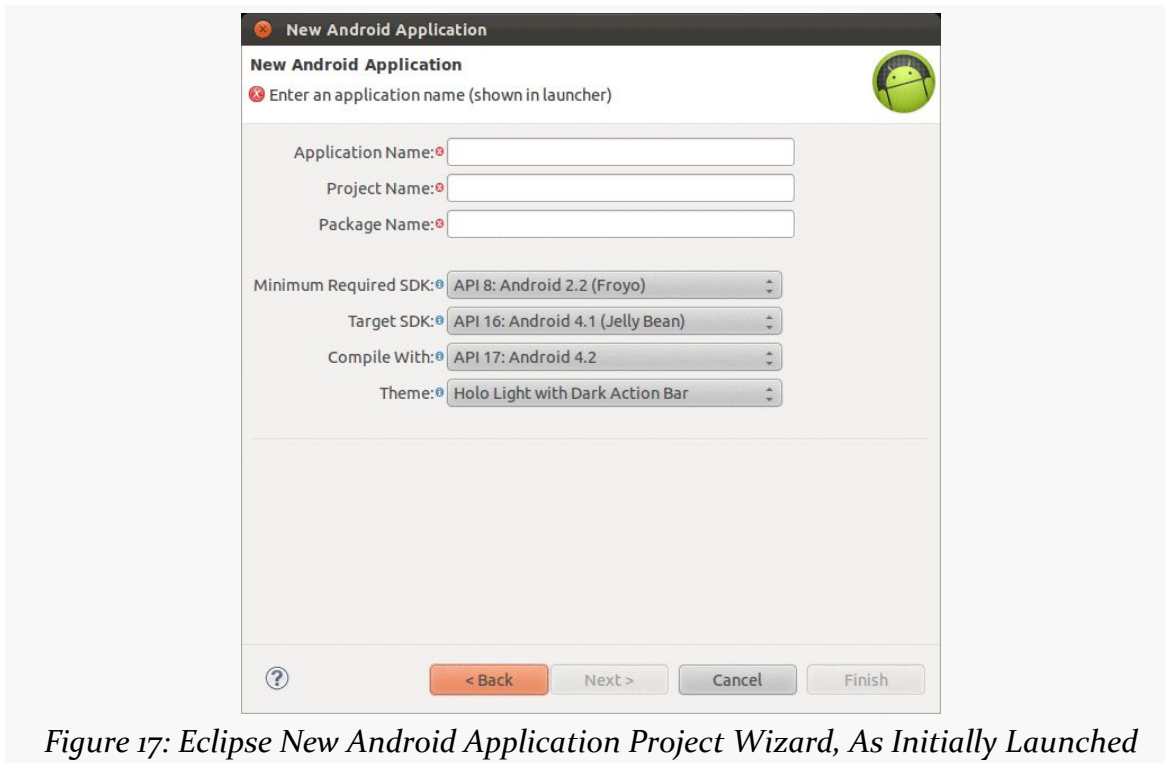 New Android Application
New Android Application
Enter an application name (shown in launcher)
Application Name:
Project Name:
Package Name:
Minimum Required SDK: API 8: Android 2.2 (Froyo)
Target SDK: API 16: Android 4.1 (Jelly Bean)
Compile With: API 17: Android 4.2
Theme: Holo Light with Dark Action Bar
?
< Back Next > Cancel Finish
Figure 17: Eclipse New Android Application Project Wizard, As Initially Launched